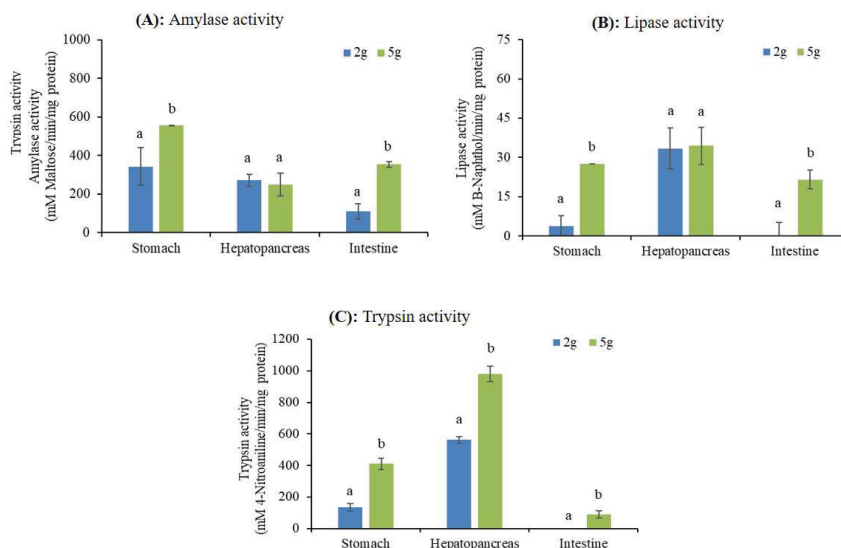 (A): Amylase activity
2g 5g
Trypsin activity
Amylase activity
(mM Maltose/min/mg protein)
1000
800
600
400
200
0
a b
a a
a b
Stomach Hepatopancreas Intestine
(B): Lipase activity
2g 5g
Lipase activity
(mM B-Naphthol/min/mg protein)
75
60
45
30
15
0
a b
a a
a b
Stomach Hepatopancreas Intestine
(C): Trypsin activity
2g 5g
Trypsin activity
(mM 4-Nitroaniline/min/mg protein)
1200
1000
800
600
400
200
0
a b
a b
a b
Stomach Hepatopancreas Intestine